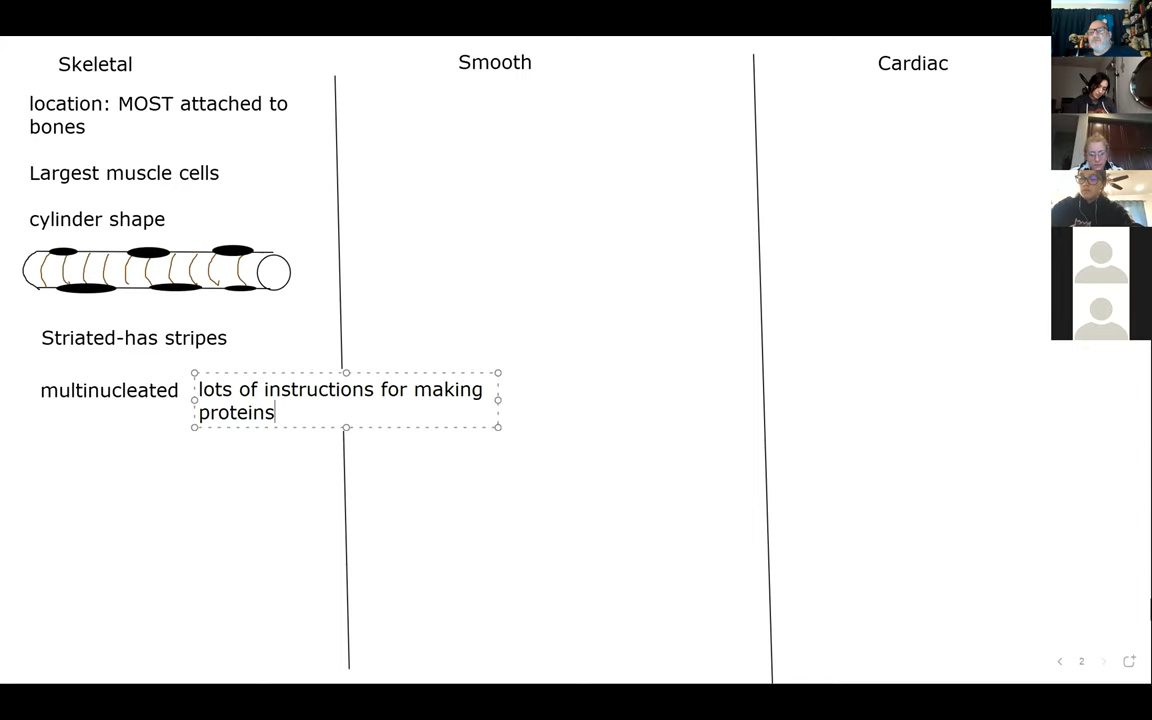 Skeletal
Smooth
Cardiac
location: MOST attached to
bones
Largest muscle cells
cylinder shape
Striated-has stripes
multinucleated
lots of instructions for making
proteins
2